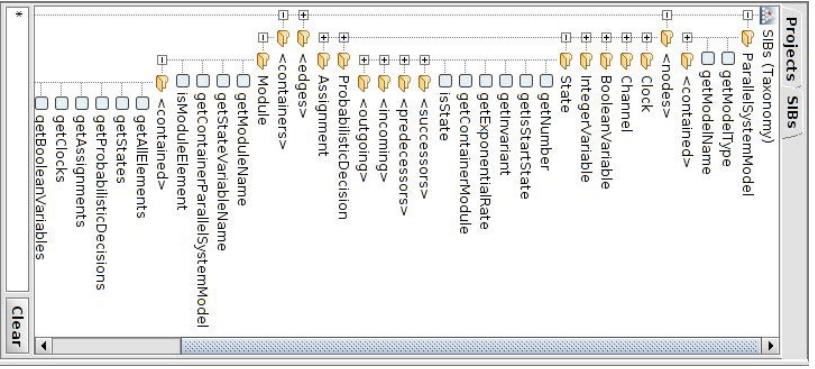 Projects SIBs
SIBs (Taxonomy)
ParallelSystemModel
getModelType
getModelName
<contained>
<nodes>
Clock
Channel
BooleanVariable
IntegerVariable
State
getNumber
getIsStartState
getInvariant
getExponentialRate
getContainerModule
isState
<successors>
<predecessors>
<incoming>
<outgoing>
ProbabilisticDecision
Assignment
<edges>
<containers>
Module
getModuleName
getStateVariableName
getContainerParallelSystemModel
isModuleElement
<contained>
getAllElements
getStates
getProbabilisticDecisions
getAssignments
getClocks
getBooleanVariables
* Clear